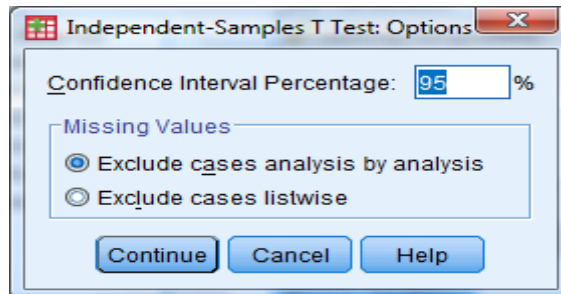 Independent-Samples T Test: Options
Confidence Interval Percentage: 95 %
Missing Values
Exclude cases analysis by analysis
Exclude cases listwise
Continue Cancel Help